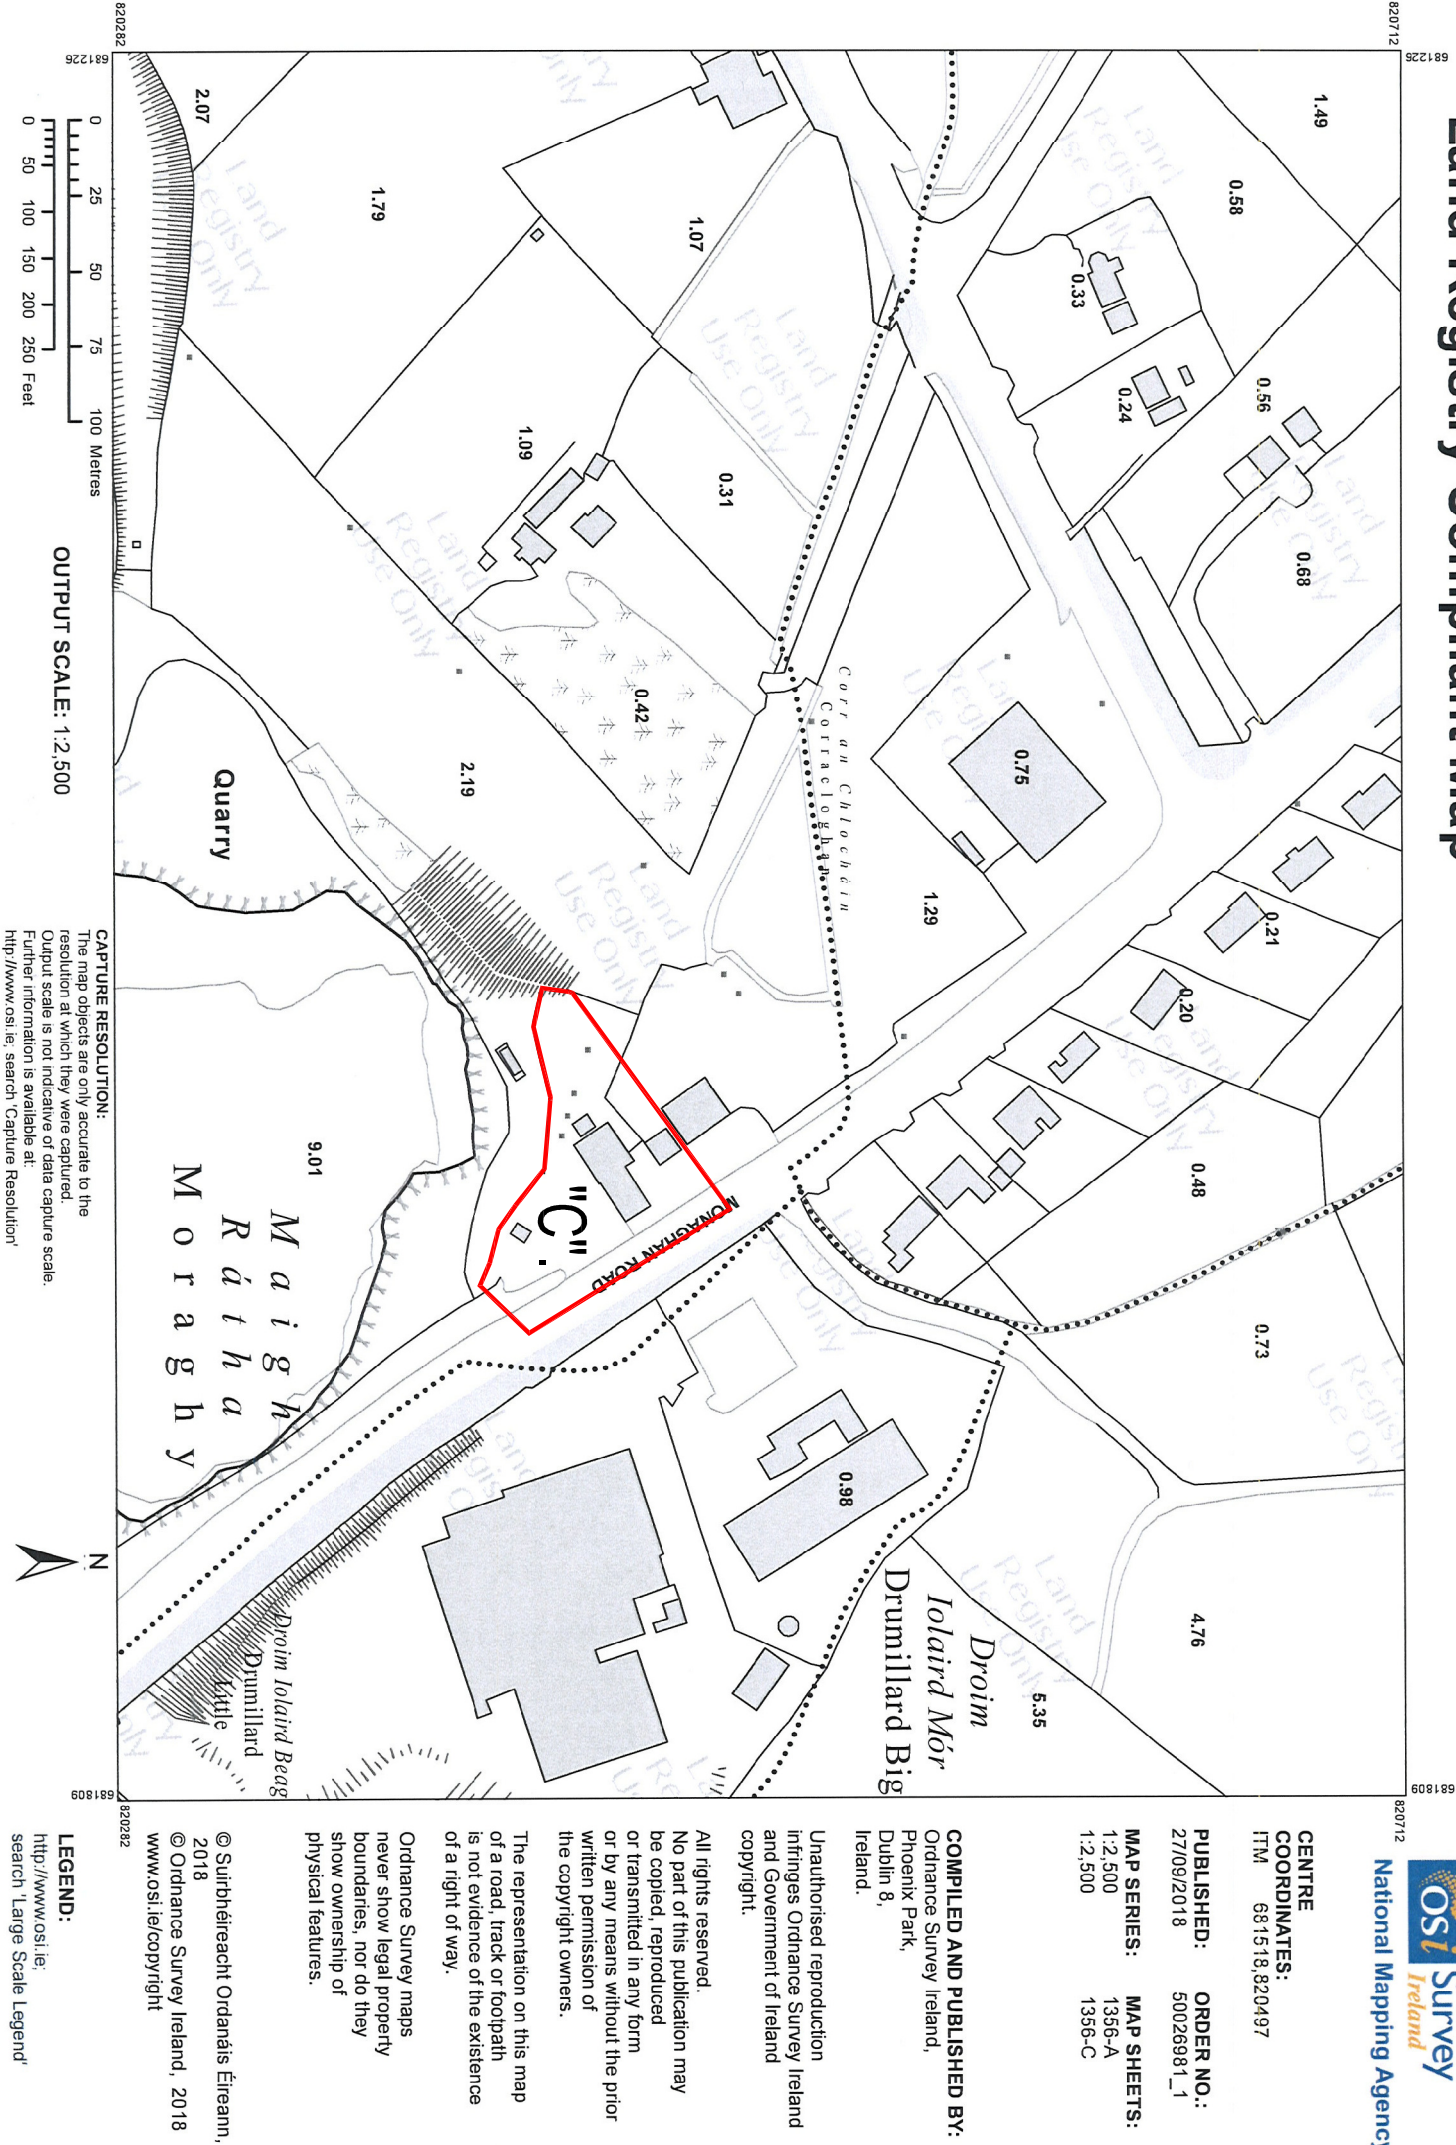 Land Registry Compliant Map
OSi Survey
Ireland
National Mapping Agency
CENTRE
COORDINATES:
ITM 681518,820497
PUBLISHED: ORDER NO.:
27/09/2018 50026981_1
MAP SERIES: MAP SHEETS:
1:2,500 1356-A
1:2,500 1356-C
COMPILED AND PUBLISHED BY:
Ordnance Survey Ireland,
Phoenix Park,
Dublin 8,
Ireland.
Unauthorised reproduction
infringes Ordnance Survey Ireland
and Government of Ireland
copyright.
All rights reserved.
No part of this publication may
be copied, reproduced
or transmitted in any form
or by any means without the prior
written permission of
the copyright owners.
The representation on this map
of a road, track or footpath
is not evidence of the existence
of a right of way.
Ordnance Survey maps
never show legal property
boundaries, nor do they
show ownership of
physical features.
© Suirbhéireacht Ordanáis Éireann,
2018
© Ordnance Survey Ireland, 2018
www.osi.ie/copyright
LEGEND:
http://www.osi.ie;
search 'Large Scale Legend'
820712
681226
820712
681809
820282
681226
820282
681809
1.49
0.58
0.33
0.24
0.56
0.68
1.07
1.79
2.07
0.31
1.09
0.42
2.19
0.75
1.29
0.21
0.20
0.48
0.73
4.76
5.35
0.98
9.01
Corr an Chlocháin
Corracloghan
Quarry
MONAGHAN ROAD
"C".
Maigh
Rátha
Moraghy
Droim
Iolaird Mór
Drumillard Big
Droim Iolaird Beag
Drumillard
Little
Land
Registry
Use Only
N
0 25 50 75 100 Metres
0 50 100 150 200 250 Feet
OUTPUT SCALE: 1:2,500
CAPTURE RESOLUTION:
The map objects are only accurate to the
resolution at which they were captured.
Output scale is not indicative of data capture scale.
Further information is available at:
http://www.osi.ie; search 'Capture Resolution'